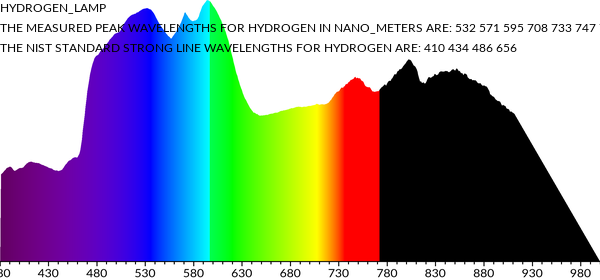 HYDROGEN_LAMP
THE MEASURED PEAK WAVELENGTHS FOR HYDROGEN IN NANO_METERS ARE: 532 571 595 708 733 747
THE NIST STANDARD STRONG LINE WAVELENGTHS FOR HYDROGEN ARE: 410 434 486 656
80 430 480 530 580 630 680 730 780 830 880 930 980